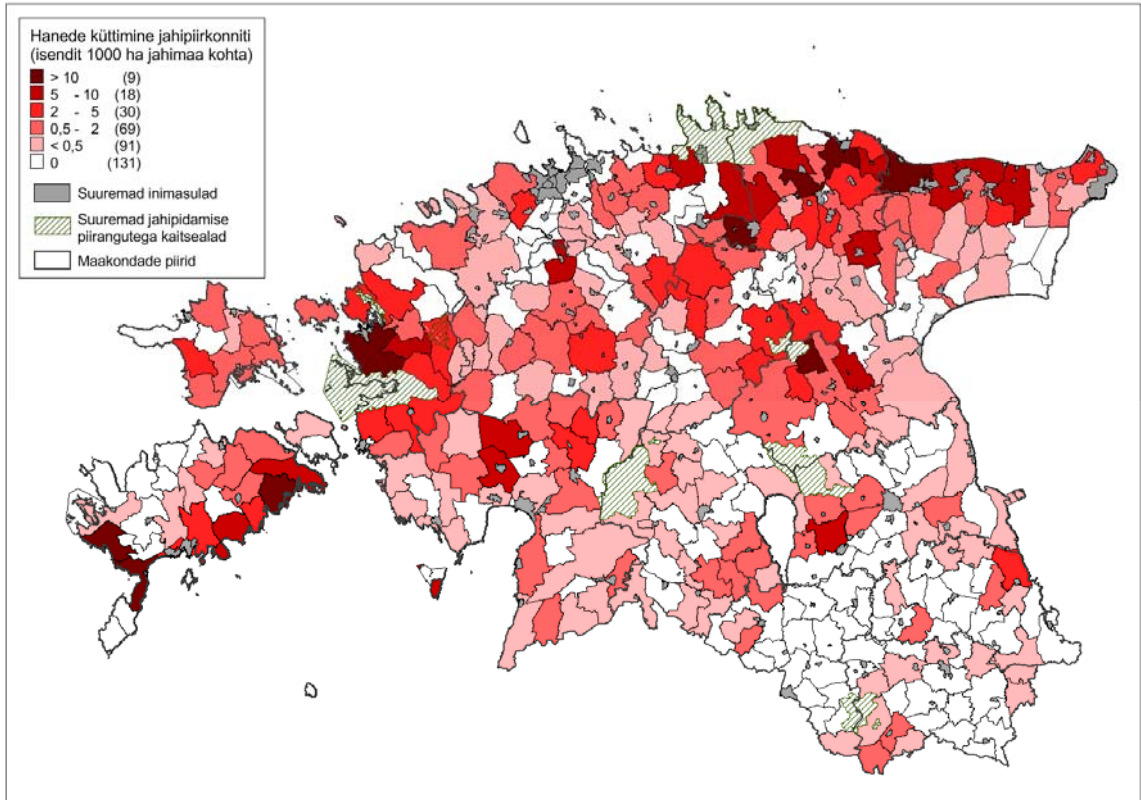 Hanede küttimine jahipiirkonniti
(isendit 1000 ha jahimaa kohta)
> 10 (9)
5 - 10 (18)
2 - 5 (30)
0,5 - 2 (69)
< 0,5 (91)
0 (131)
Suuremad inimasulad
Suuremad jahipidamise
piirangutega kaitsealad
Maakondade piirid